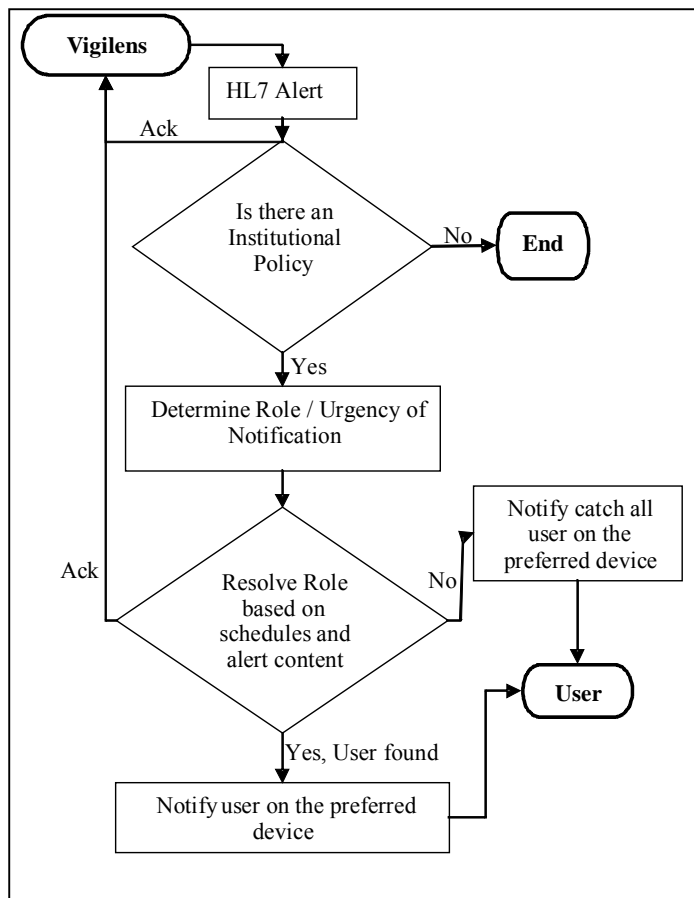 Vigilens
HL7 Alert
Ack
Is there an
Institutional
Policy
No
End
Yes
Determine Role / Urgency of
Notification
Notify catch all
user on the
preferred device
Ack
No
Resolve Role
based on
schedules and
alert content
User
Yes, User found
Notify user on the preferred
device